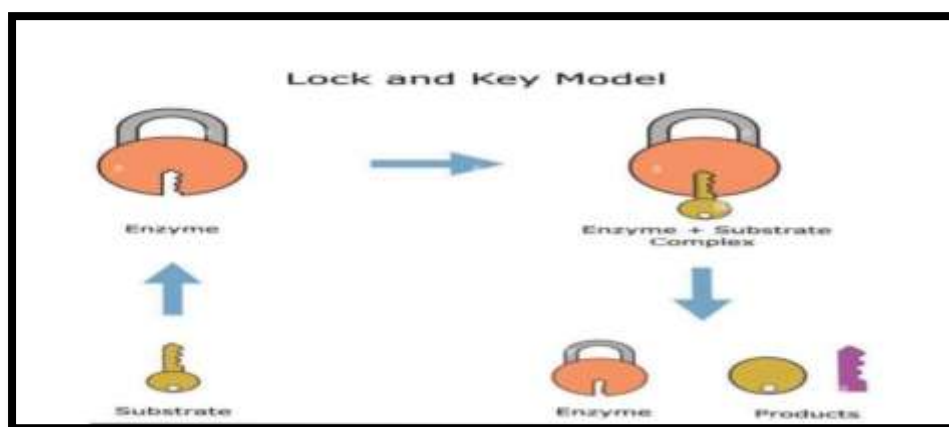 Lock and Key Model
Enzyme
Enzyme + Substrate
Complex
Substrate
Enzyme
Products